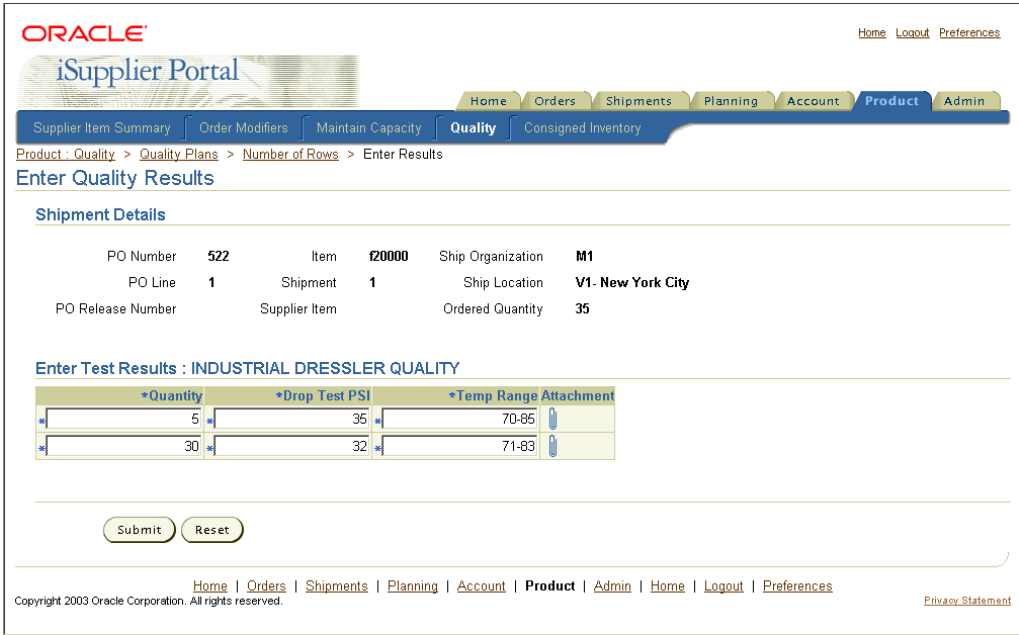 ORACLE
Home Logout Preferences
iSupplier Portal
Home Orders Shipments Planning Account Product Admin
Supplier Item Summary Order Modifiers Maintain Capacity Quality Consigned Inventory
Product : Quality > Quality Plans > Number of Rows > Enter Results
Enter Quality Results
Shipment Details
PO Number 522 Item f20000 Ship Organization M1
PO Line 1 Shipment 1 Ship Location V1- New York City
PO Release Number Supplier Item Ordered Quantity 35
Enter Test Results : INDUSTRIAL DRESSLER QUALITY
*Quantity *Drop Test PSI *Temp Range Attachment
* 5 * 35 * 70-85
* 30 * 32 * 71-83
Submit Reset
Home | Orders | Shipments | Planning | Account | Product | Admin | Home | Logout | Preferences
Copyright 2003 Oracle Corporation. All rights reserved. Privacy Statement